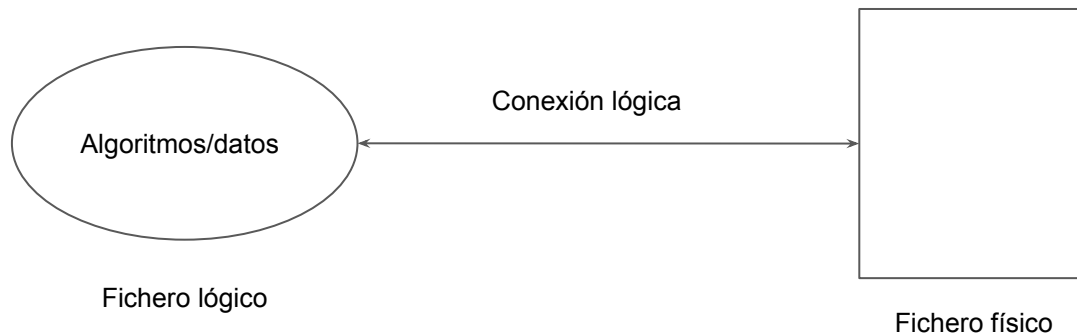 Conexión lógica
Algoritmos/datos
Fichero lógico
Fichero físico